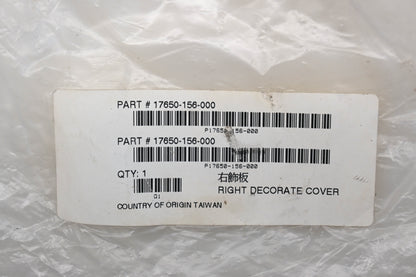 PART # 17650-156-000
P17650-156-000
PART # 17650-156-000
P17650-156-000
QTY: 1
右飾板
RIGHT DECORATE COVER
Q1
COUNTRY OF ORIGIN TAIWAN